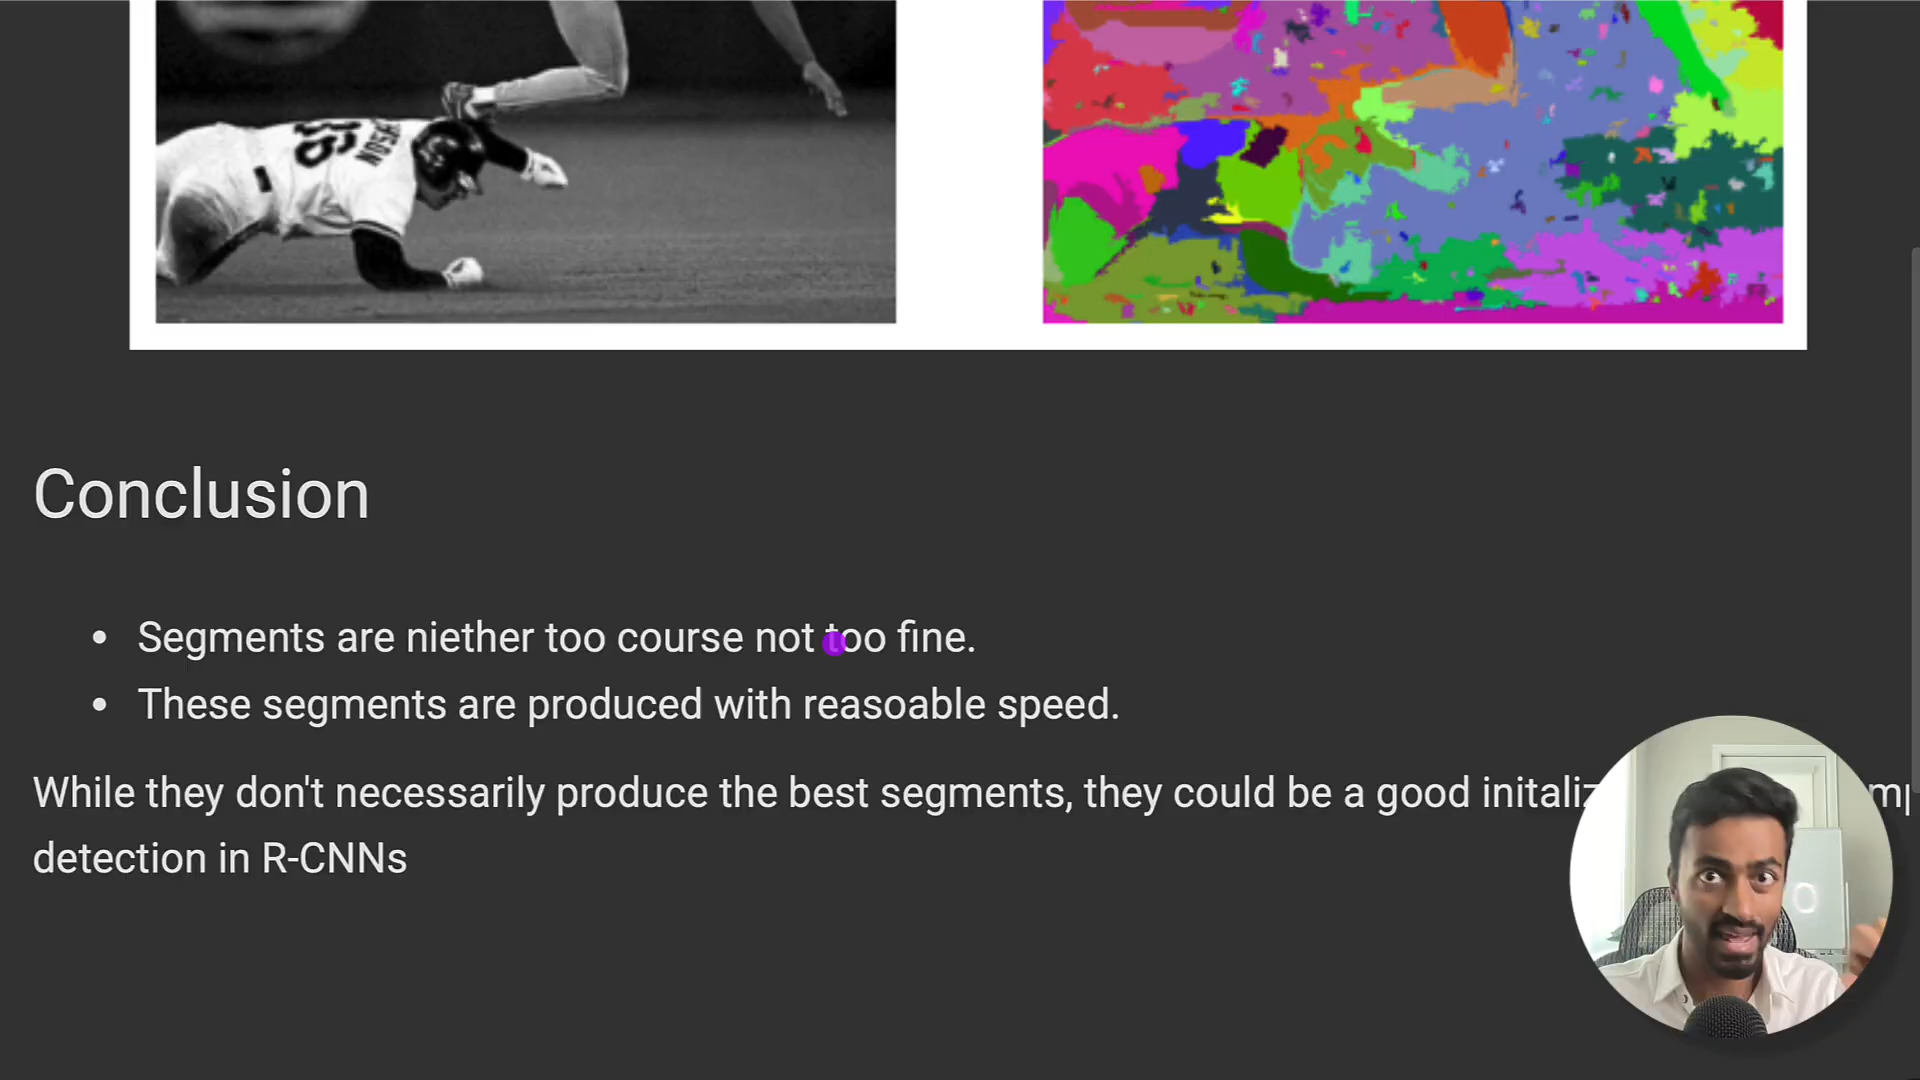 16
Conclusion
• Segments are niether too course not too fine.
• These segments are produced with reasoable speed.
While they don't necessarily produce the best segments, they could be a good
detection in R-CNNs